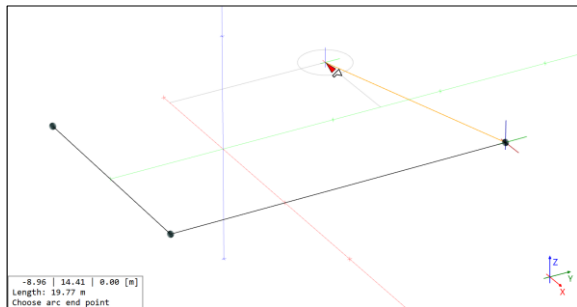 -8.96 | 14.41 | 0.00 [m]
Length: 19.77 m
Choose arc end point
Z
Y
X